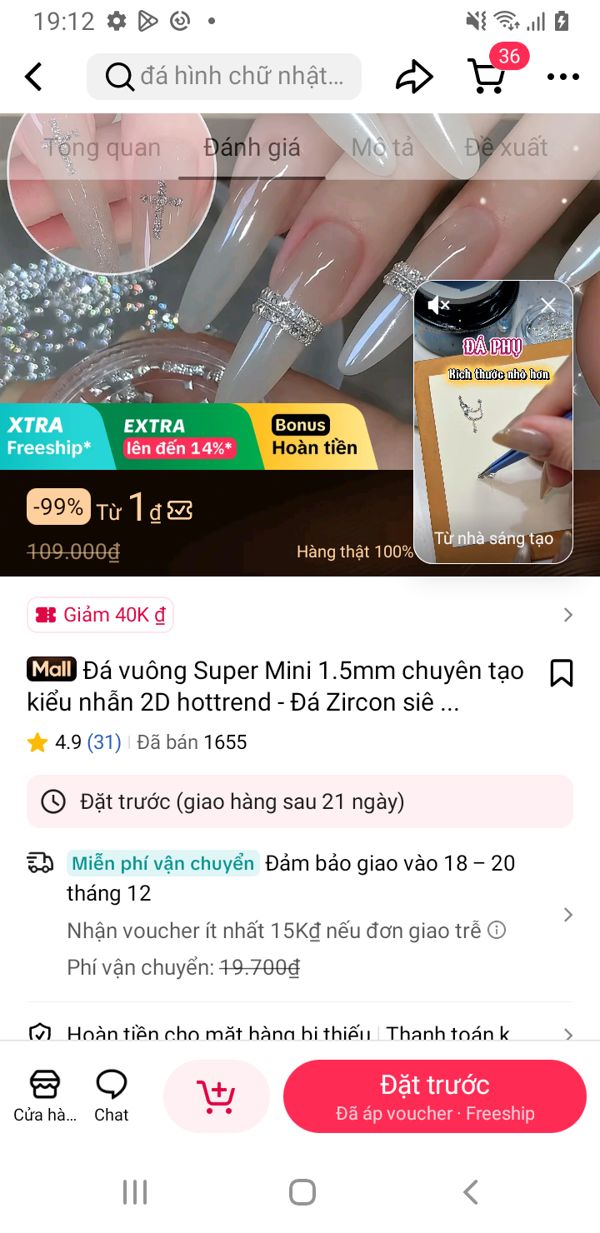 19:12
36
đá hình chữ nhật...
Tổng quan
Đánh giá
Mô tả
Đề xuất
ĐÁ PHỤ
Kích thước nhỏ hơn
XTRA
Freeship*
EXTRA
lên đến 14%*
Bonus
Hoàn tiền
Từ nhà sáng tạo
-99% Từ 1₫
109.000₫
Hàng thật 100%
Giảm 40K ₫
Mall Đá vuông Super Mini 1.5mm chuyên tạo
kiểu nhẫn 2D hottrend - Đá Zircon siê ...
4.9 (31) Đã bán 1655
Đặt trước (giao hàng sau 21 ngày)
Miễn phí vận chuyển Đảm bảo giao vào 18 – 20
tháng 12
Nhận voucher ít nhất 15K₫ nếu đơn giao trễ
Phí vận chuyển: 19.700₫
Hoàn tiền cho mặt hàng bị thiếu Thanh toán k
Đặt trước
Đã áp voucher · Freeship
Cửa hà...
Chat